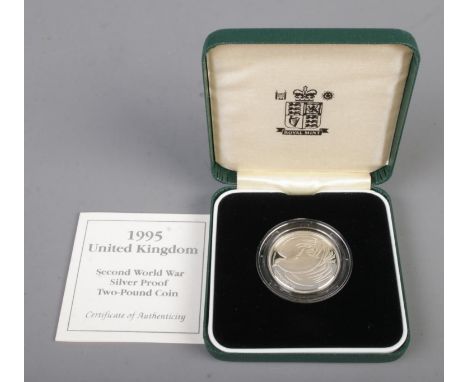 ROYAL MINT
1995
United Kingdom
Second World War
Silver Proof
Two-Pound Coin
Certificate of Authenticity